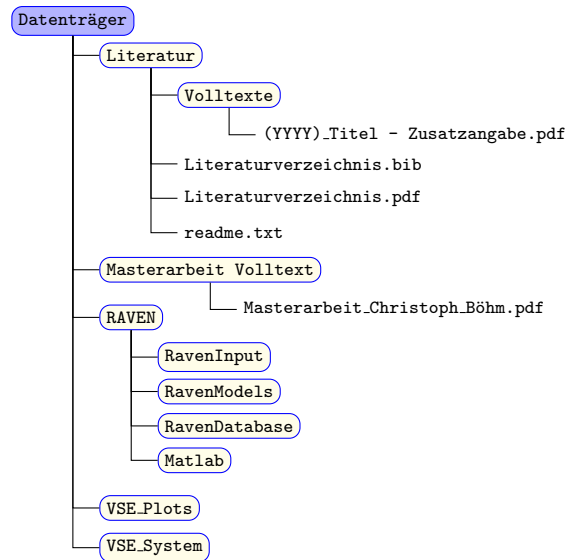 Datenträger
Literatur
Volltexte
(YYYY)_Titel - Zusatzangabe.pdf
Literaturverzeichnis.bib
Literaturverzeichnis.pdf
readme.txt
Masterarbeit Volltext
Masterarbeit_Christoph_Böhm.pdf
RAVEN
RavenInput
RavenModels
RavenDatabase
Matlab
VSE_Plots
VSE_System